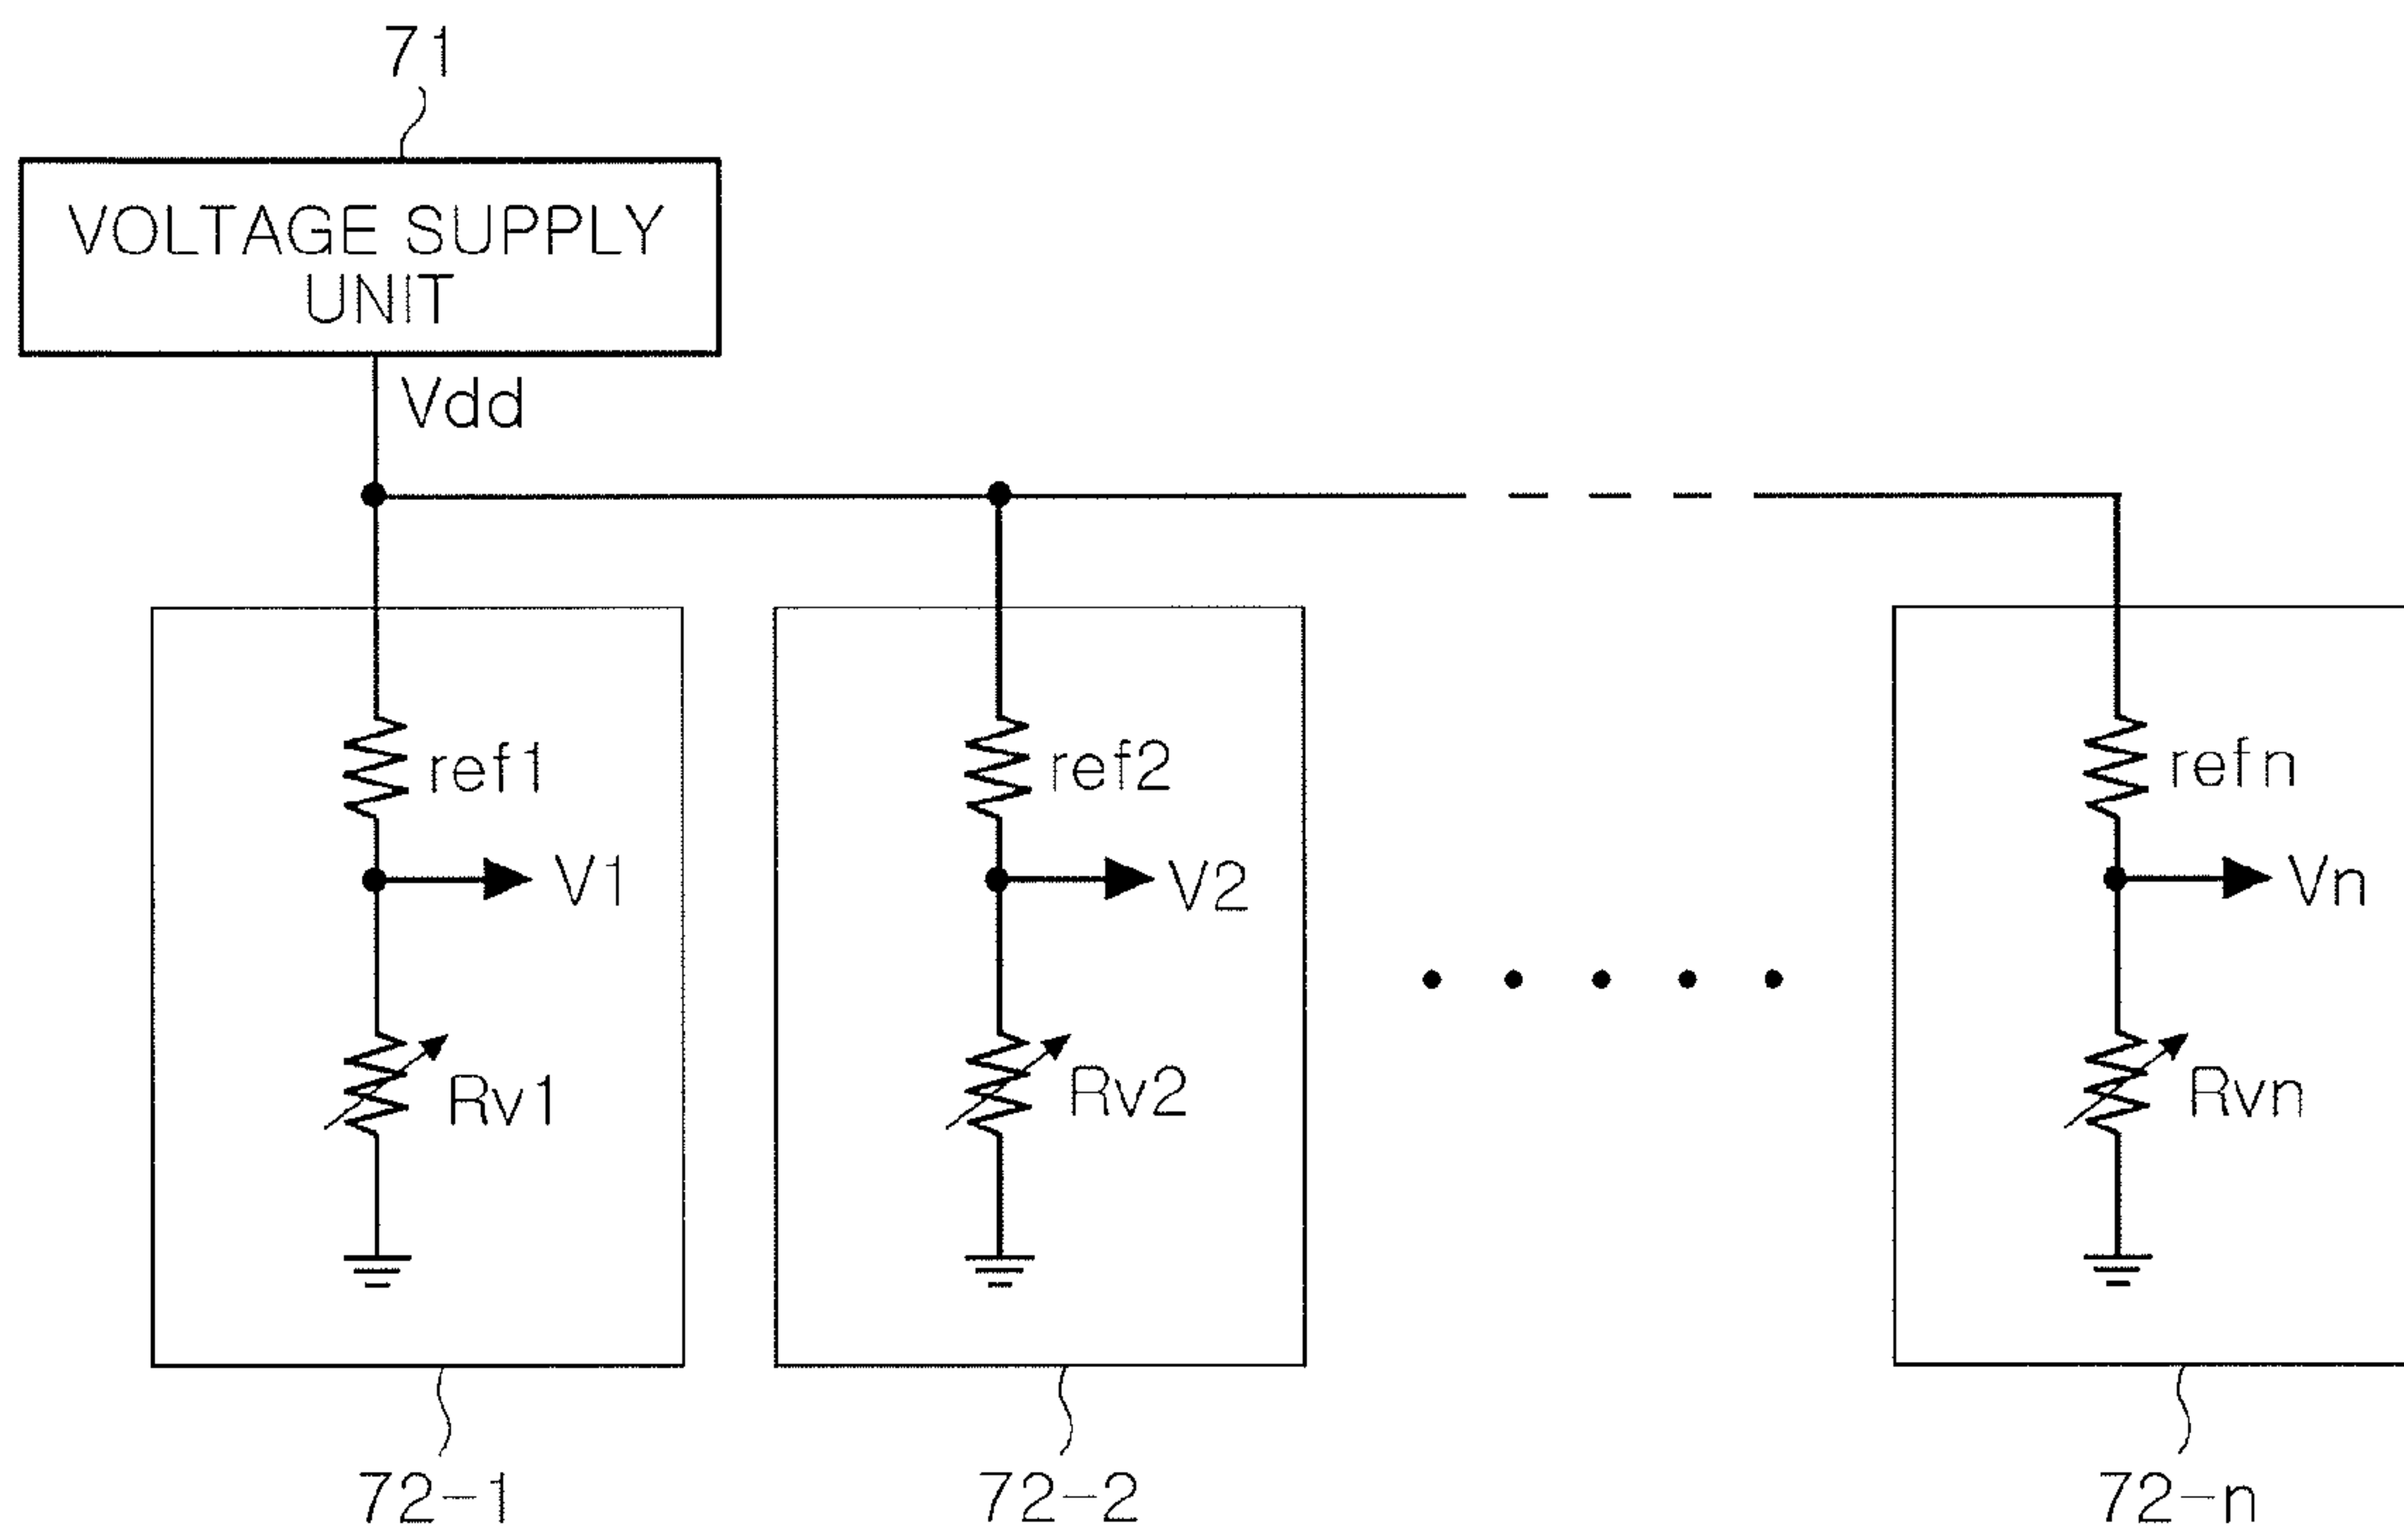 71
VOLTAGE SUPPLY
UNIT
Vdd
ref1
ref2
refn
V1
V2
Vn
Rv1
Rv2
Rvn
72-1
72-2
72-n